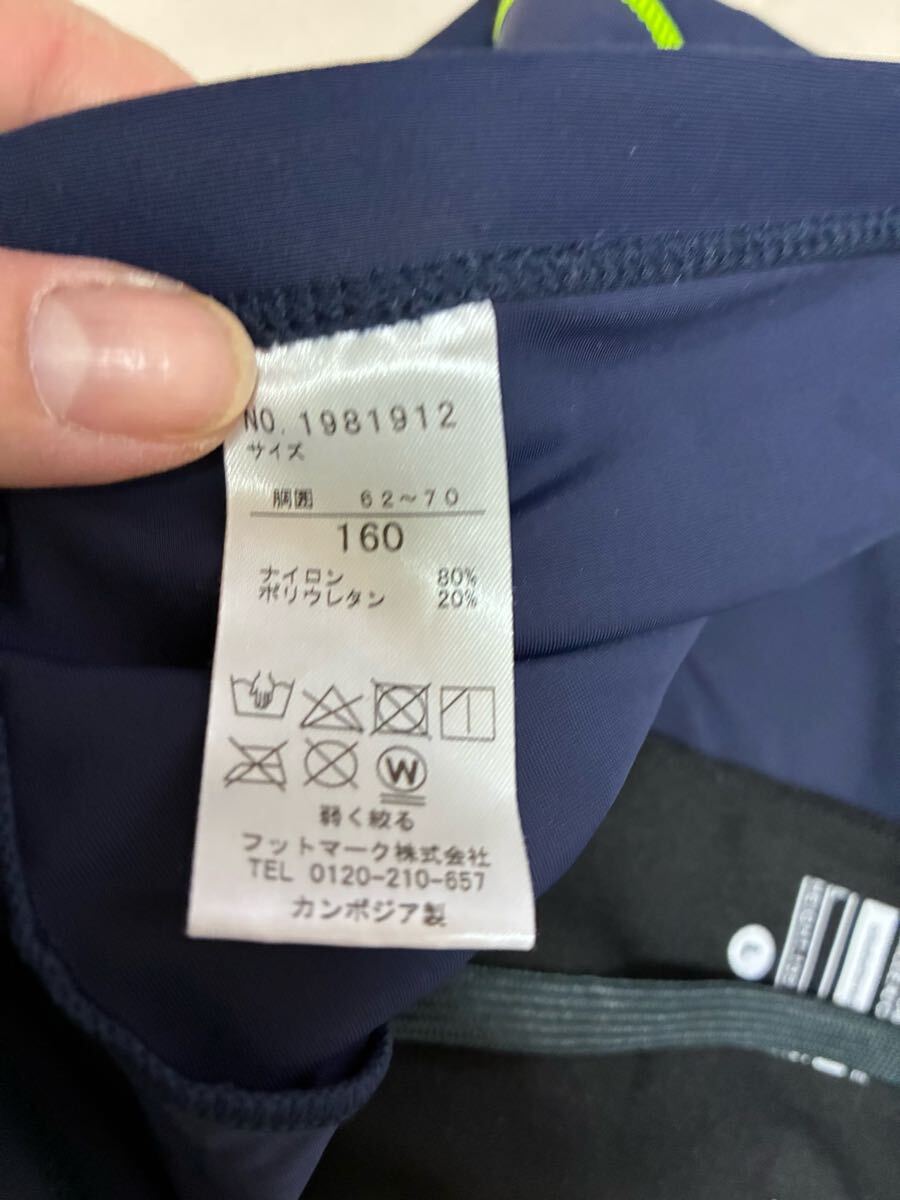 NO. 1981912
サイズ
胸囲 62~70
160
ナイロン 80%
ポリウレタン 20%
W
弱く絞る
フットマーク株式会社
TEL 0120-210-657
カンボジア製
L